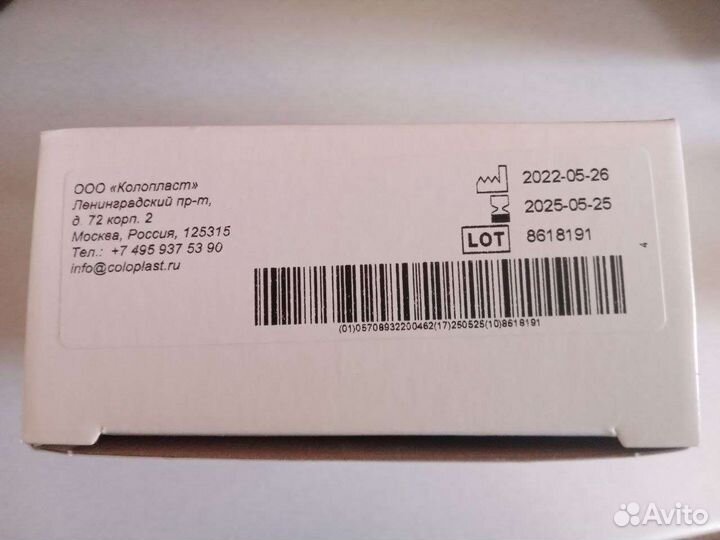 ООО «Колопласт»
Ленинградский пр-т,
д. 72 корп. 2
Москва, Россия, 125315
Тел.: +7 495 937 53 90
info@coloplast.ru
2022-05-26
2025-05-25
LOT 8618191
4
(01)05708932200462(17)250525(10)8618191
Avito